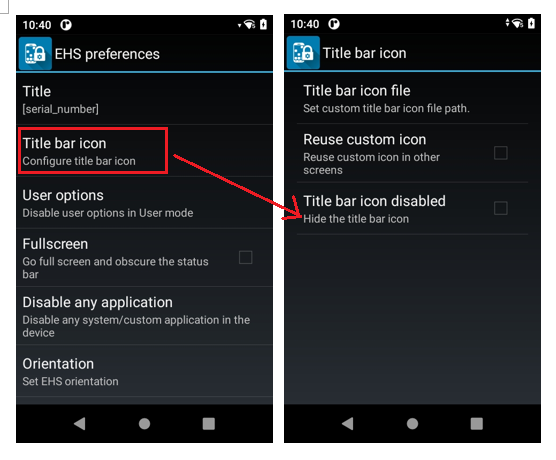 10:40
EHS preferences
Title
[serial_number]
Title bar icon
Configure title bar icon
User options
Disable user options in User mode
Fullscreen
Go full screen and obscure the status
bar
Disable any application
Disable any system/custom application in the
device
Orientation
Set EHS orientation
10:40
Title bar icon
Title bar icon file
Set custom title bar icon file path.
Reuse custom icon
Reuse custom icon in other
screens
Title bar icon disabled
Hide the title bar icon